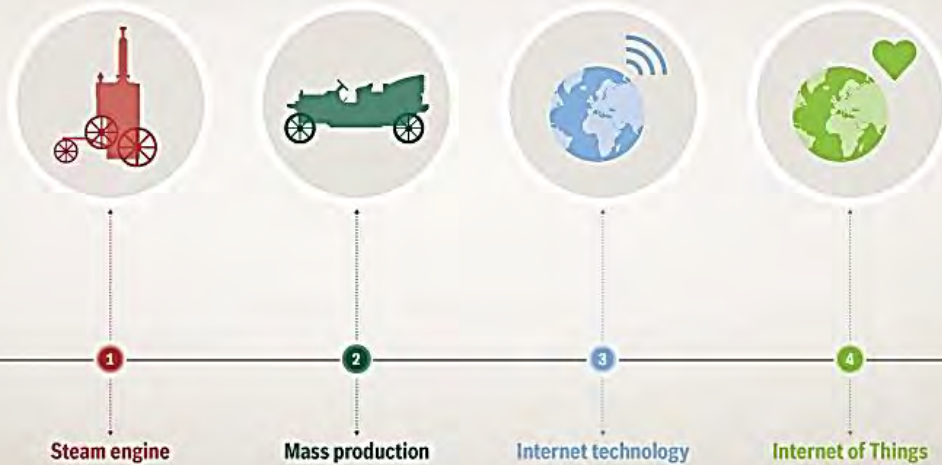 1
2
3
4
Steam engine
Mass production
Internet technology
Internet of Things